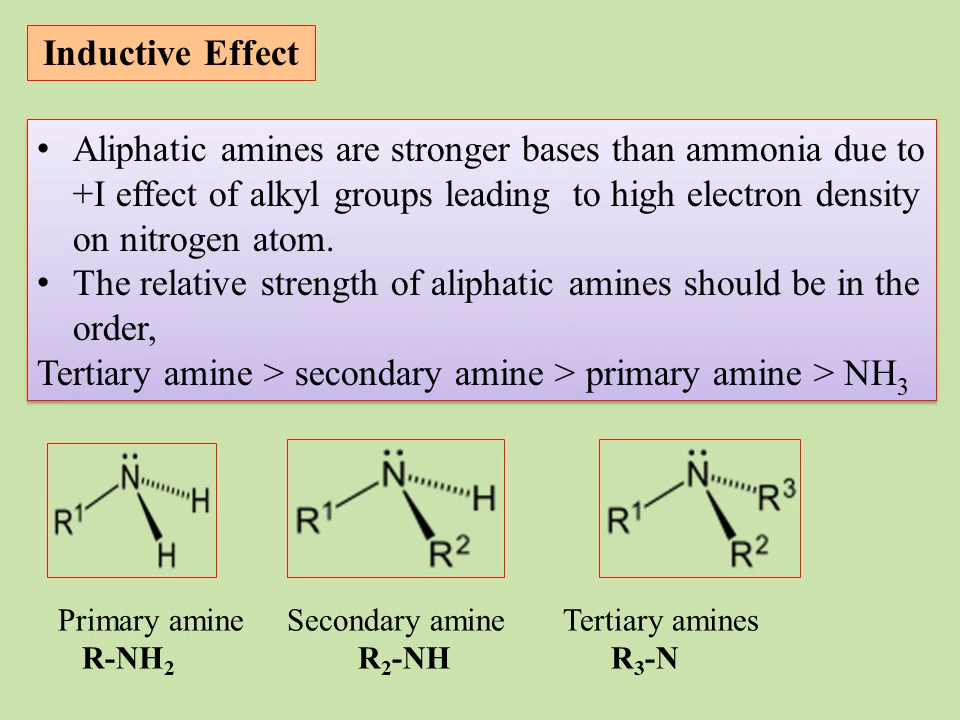 Inductive Effect
• Aliphatic amines are stronger bases than ammonia due to
+I effect of alkyl groups leading to high electron density
on nitrogen atom.
• The relative strength of aliphatic amines should be in the
order,
Tertiary amine > secondary amine > primary amine > NH₃
R¹ N̈ H H
R¹ N̈ H R²
R¹ N̈ R³ R²
Primary amine Secondary amine Tertiary amines
R-NH₂ R₂-NH R₃-N